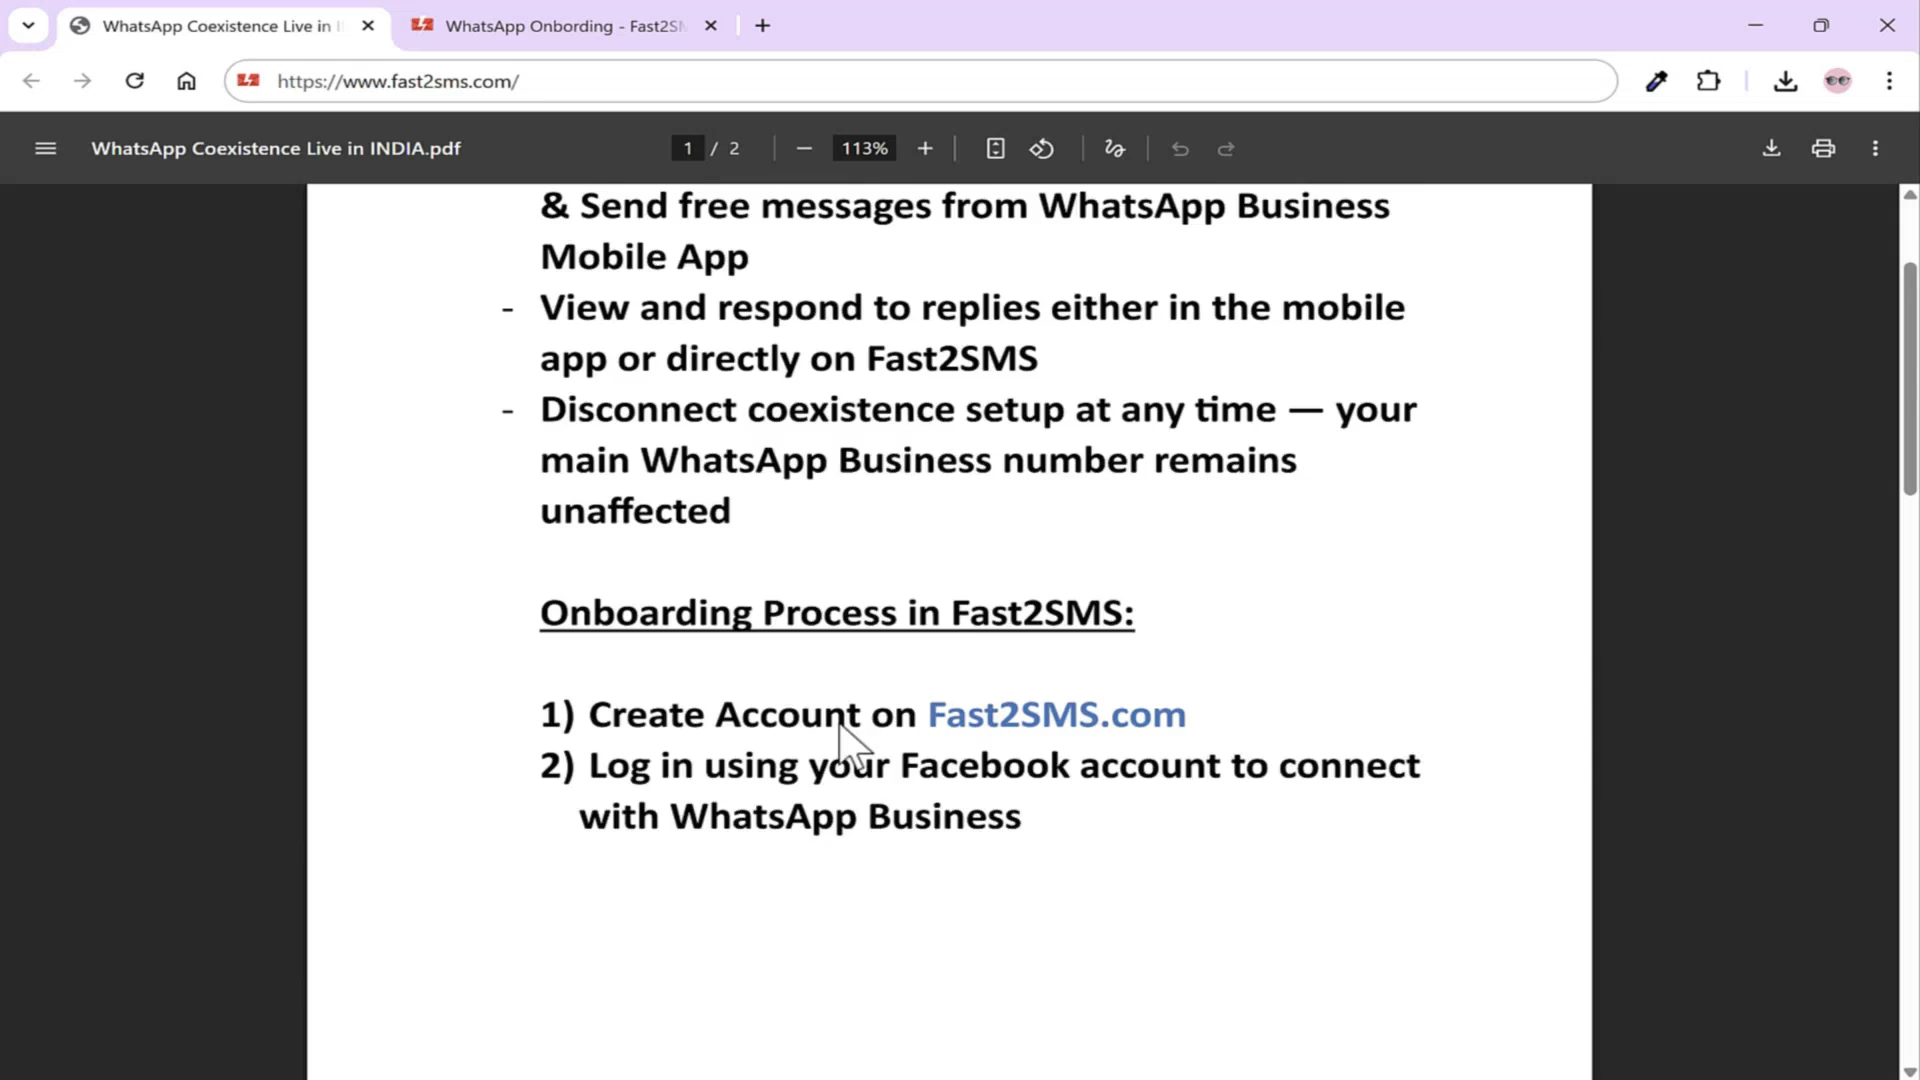 WhatsApp Coexistence Live in I
WhatsApp Onbording - Fast2SM
https://www.fast2sms.com/
WhatsApp Coexistence Live in INDIA.pdf
1 / 2
113%
& Send free messages from WhatsApp Business
Mobile App
- View and respond to replies either in the mobile
app or directly on Fast2SMS
- Disconnect coexistence setup at any time — your
main WhatsApp Business number remains
unaffected
Onboarding Process in Fast2SMS:
1) Create Account on Fast2SMS.com
2) Log in using your Facebook account to connect
with WhatsApp Business